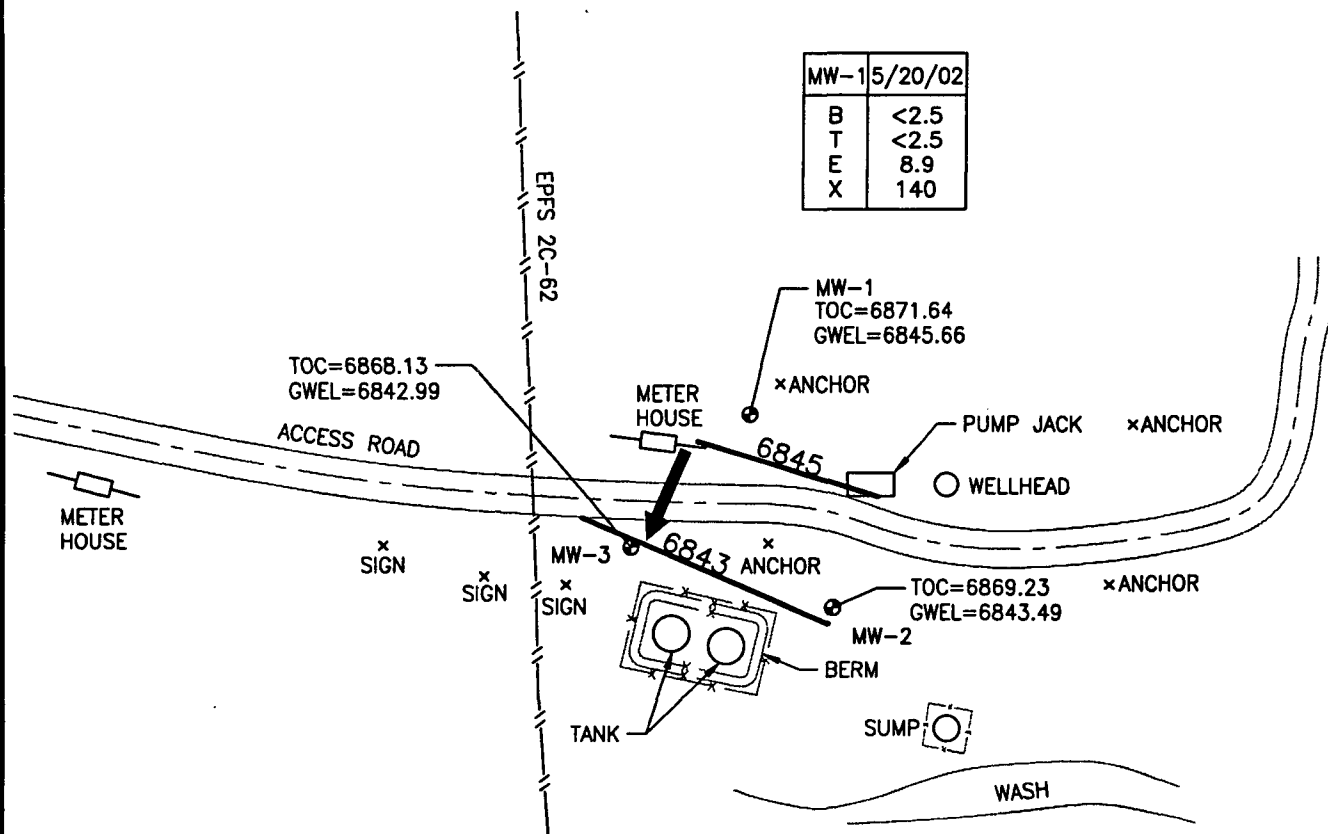 MW-1 5/20/02
B <2.5
T <2.5
E 8.9
X 140
EPFS 2C-62
MW-1
TOC=6871.64
GWEL=6845.66
TOC=6868.13
GWEL=6842.99
×ANCHOR
METER
HOUSE
PUMP JACK
×ANCHOR
6845
ACCESS ROAD
WELLHEAD
METER
HOUSE
SIGN
SIGN
SIGN
MW-3
6843
ANCHOR
TOC=6869.23
GWEL=6843.49
×ANCHOR
MW-2
BERM
TANK
SUMP
WASH